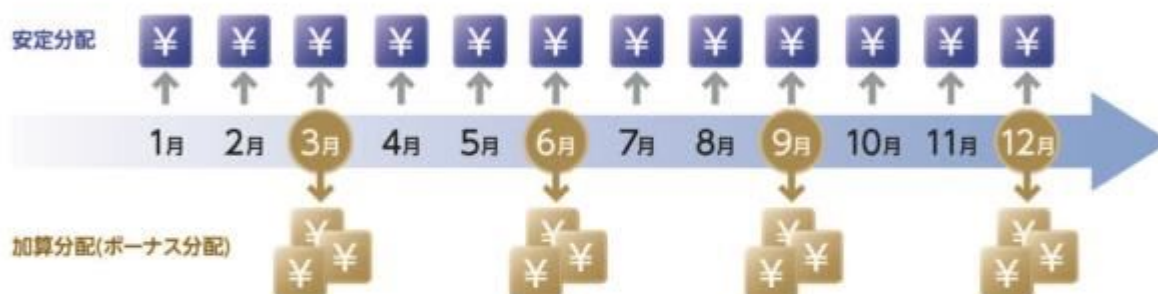 安定分配 ¥ ¥ ¥ ¥ ¥ ¥ ¥ ¥ ¥ ¥ ¥ ¥
1月 2月 3月 4月 5月 6月 7月 8月 9月 10月 11月 12月
加算分配(ボーナス分配) ¥ ¥ ¥ ¥ ¥ ¥ ¥ ¥ ¥ ¥ ¥ ¥